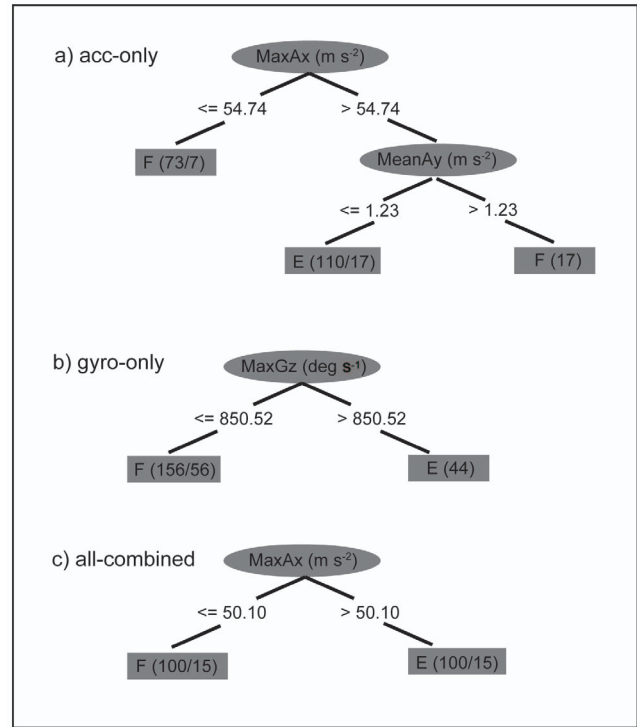 a) acc-only
MaxAx (m s⁻²)
<= 54.74 > 54.74
F (73/7)
MeanAy (m s⁻²)
<= 1.23 > 1.23
E (110/17) F (17)
b) gyro-only
MaxGz (deg s⁻¹)
<= 850.52 > 850.52
F (156/56) E (44)
c) all-combined
MaxAx (m s⁻²)
<= 50.10 > 50.10
F (100/15) E (100/15)